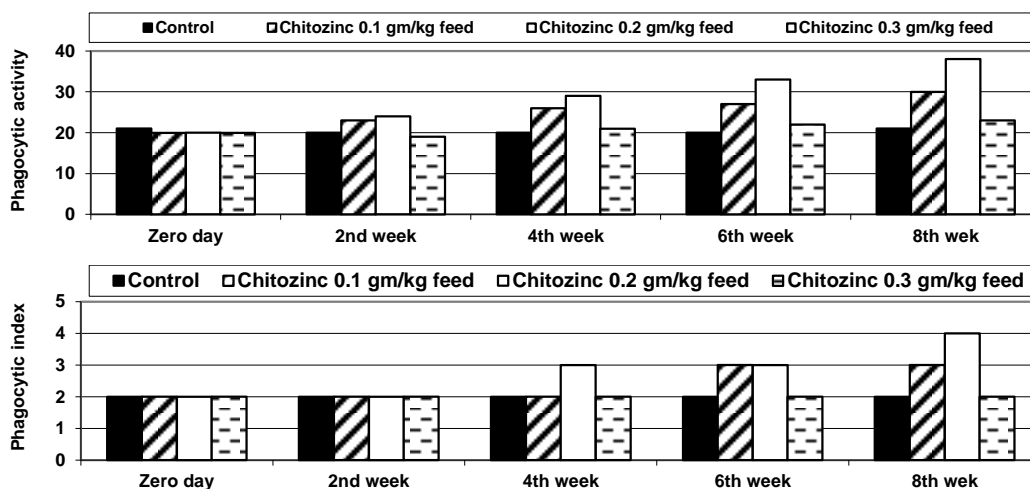 Control Chitozinc 0.1 gm/kg feed Chitozinc 0.2 gm/kg feed Chitozinc 0.3 gm/kg feed
Phagocytic activity
40
30
20
10
0
Zero day 2nd week 4th week 6th week 8th wek
Control Chitozinc 0.1 gm/kg feed Chitozinc 0.2 gm/kg feed Chitozinc 0.3 gm/kg feed
Phagocytic index
5
4
3
2
1
0
Zero day 2nd week 4th week 6th week 8th wek